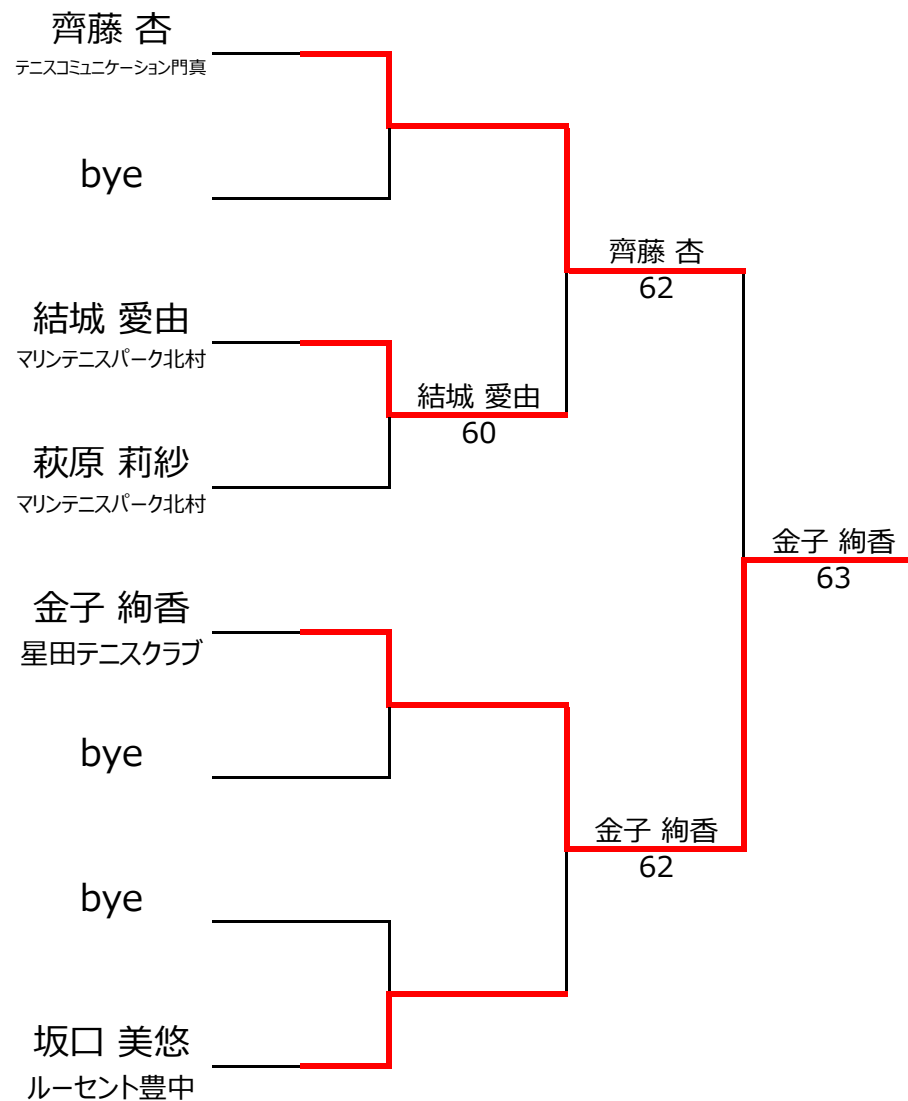 齊藤 杏
テニスコミュニケーション門真
bye
齊藤 杏
62
結城 愛由
マリンテニスパーク北村
結城 愛由
60
萩原 莉紗
マリンテニスパーク北村
金子 絢香
63
金子 絢香
星田テニスクラブ
bye
金子 絢香
62
bye
坂口 美悠
ルーセント豊中